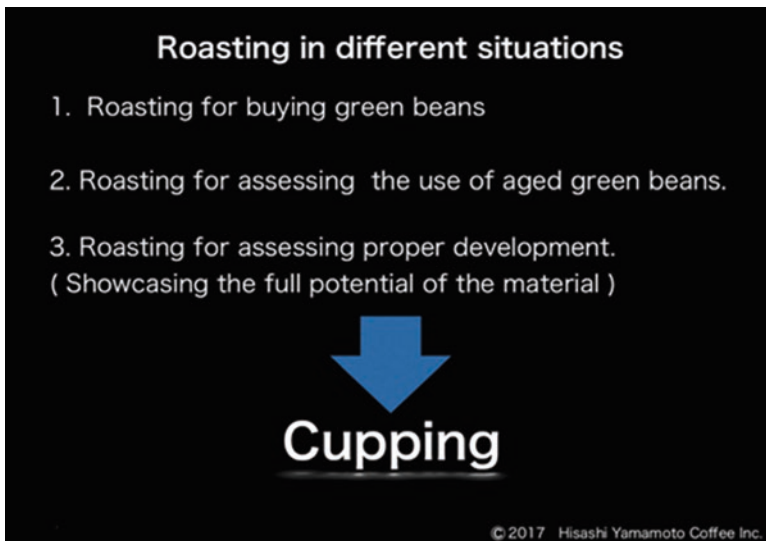 Roasting in different situations
1. Roasting for buying green beans
2. Roasting for assessing the use of aged green beans.
3. Roasting for assessing proper development.
( Showcasing the full potential of the material )
Cupping
© 2017 Hisashi Yamamoto Coffee Inc.